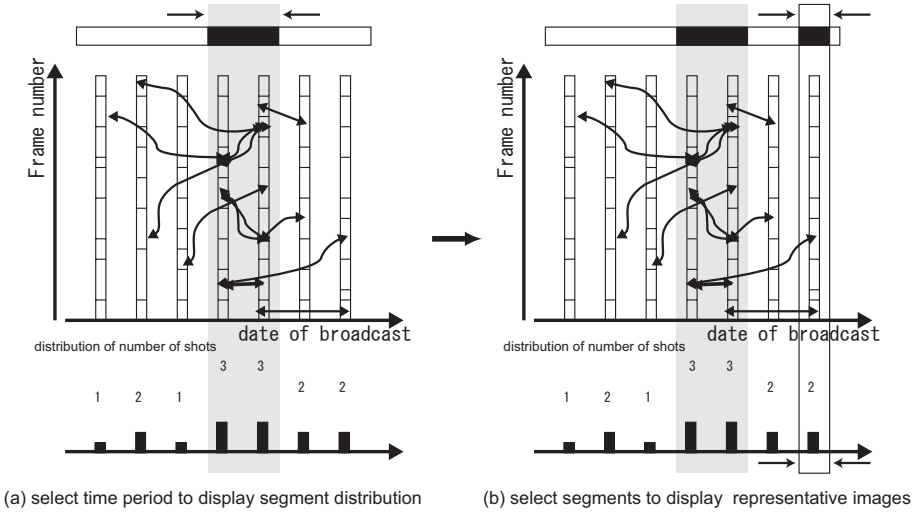 Frame number
date of broadcast
distribution of number of shots
1 2 1 3 3 2 2
(a) select time period to display segment distribution
Frame number
date of broadcast
distribution of number of shots
1 2 1 3 3 2 2
(b) select segments to display representative images